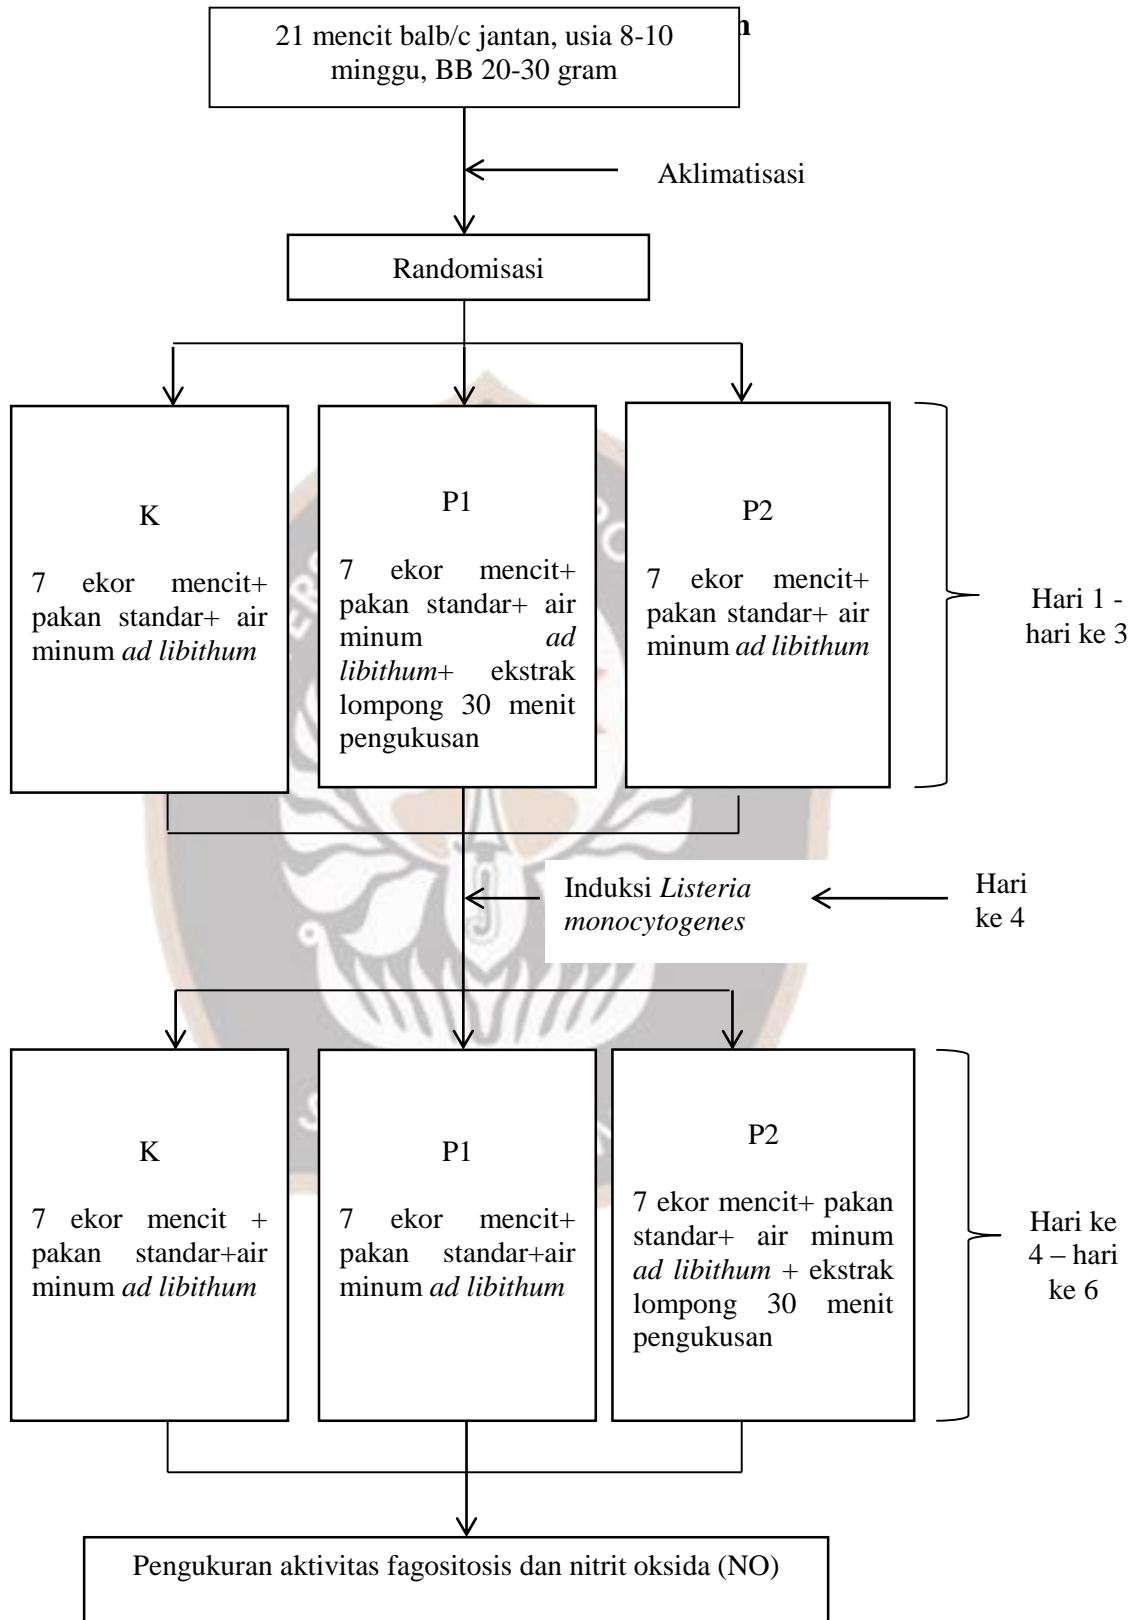 21 mencit balb/c jantan, usia 8-10
minggu, BB 20-30 gram
Aklimatisasi
Randomisasi
K
7 ekor mencit+
pakan standar+ air
minum ad libithum
P1
7 ekor mencit+
pakan standar+ air
minum ad
libithum+ ekstrak
lompong 30 menit
pengukusan
P2
7 ekor mencit+
pakan standar+ air
minum ad libithum
Hari 1 -
hari ke 3
Induksi Listeria
monocytogenes
Hari
ke 4
K
7 ekor mencit +
pakan standar+air
minum ad libithum
P1
7 ekor mencit+
pakan standar+air
minum ad libithum
P2
7 ekor mencit+ pakan
standar+ air minum
ad libithum + ekstrak
lompong 30 menit
pengukusan
Hari ke
4 – hari
ke 6
Pengukuran aktivitas fagositosis dan nitrit oksida (NO)